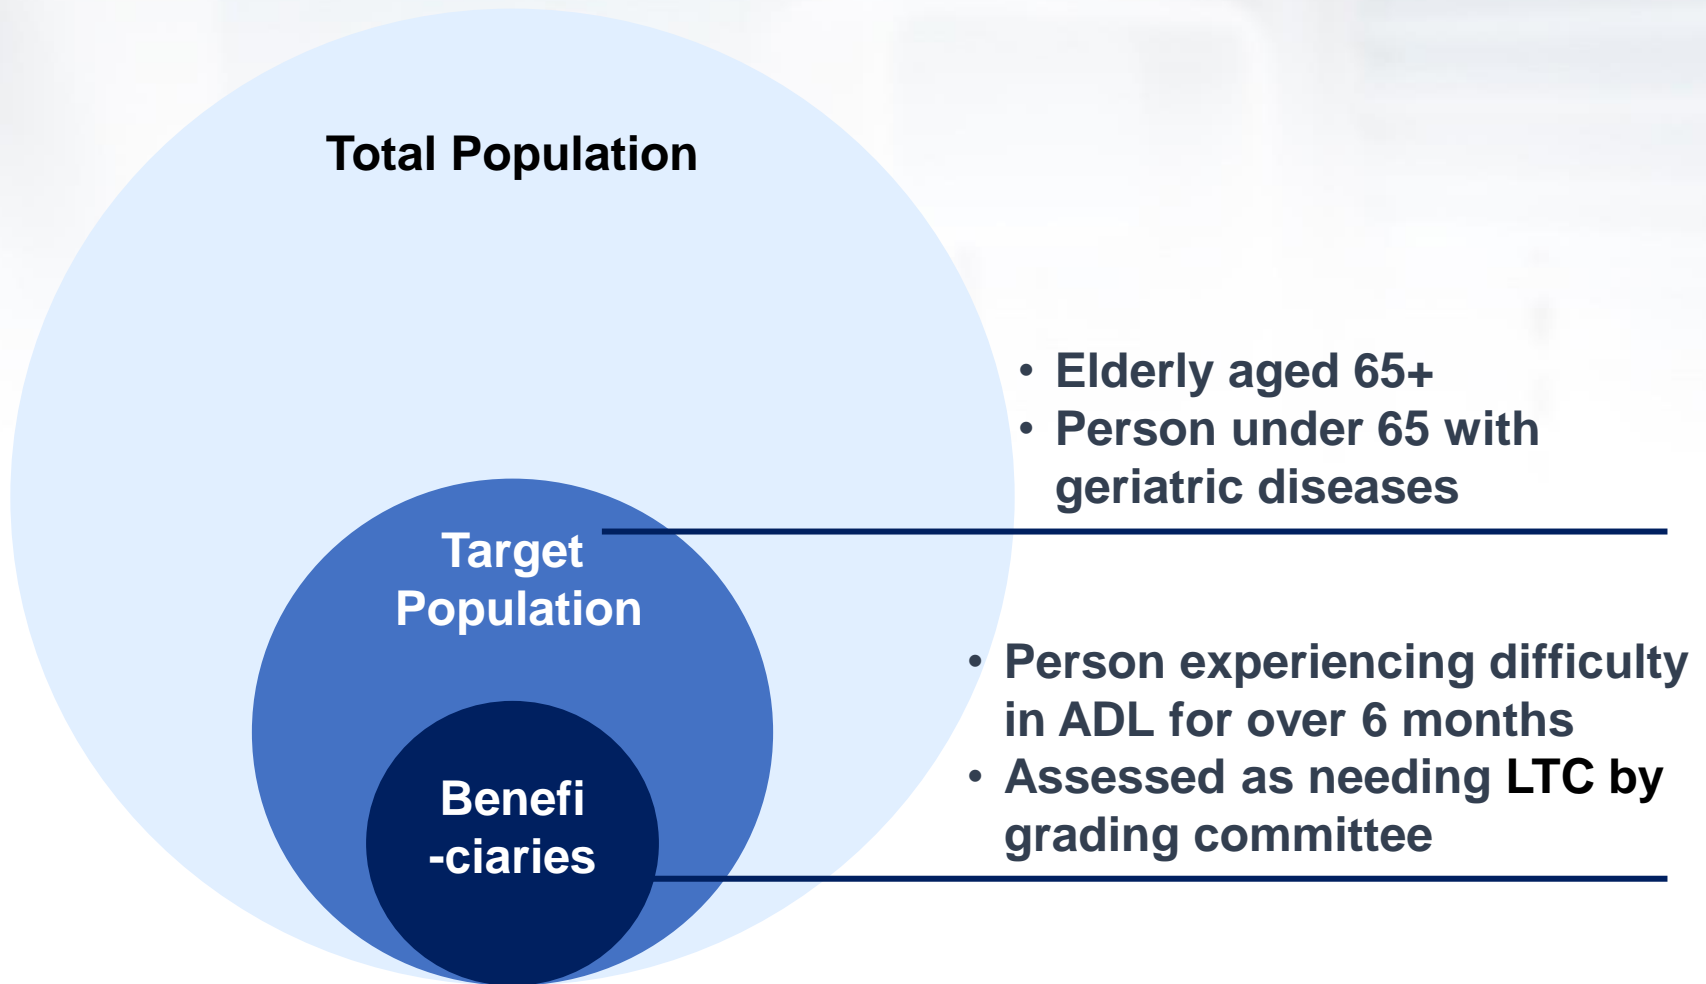 Total Population
• Elderly aged 65+
• Person under 65 with
geriatric diseases
Target
Population
• Person experiencing difficulty
in ADL for over 6 months
• Assessed as needing LTC by
grading committee
Benefi
-ciaries